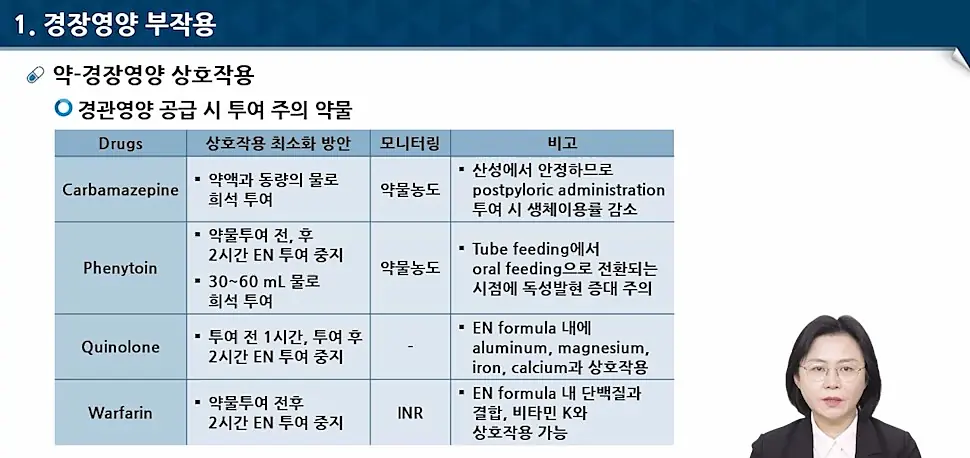 1. 경장영양 부작용
약-경장영양 상호작용
경관영양 공급 시 투여 주의 약물
Drugs 상호작용 최소화 방안 모니터링 비고
Carbamazepine
▪ 약액과 동량의 물로
희석 투여
약물농도
▪ 산성에서 안정하므로
postpyloric administration
투여 시 생체이용률 감소
Phenytoin
▪ 약물투여 전, 후
2시간 EN 투여 중지
▪ 30~60 mL 물로
희석 투여
약물농도
▪ Tube feeding에서
oral feeding으로 전환되는
시점에 독성발현 증대 주의
Quinolone
▪ 투여 전 1시간, 투여 후
2시간 EN 투여 중지
-
▪ EN formula 내에
aluminum, magnesium,
iron, calcium과 상호작용
Warfarin
▪ 약물투여 전후
2시간 EN 투여 중지
INR
▪ EN formula 내 단백질과
결합, 비타민 K와
상호작용 가능